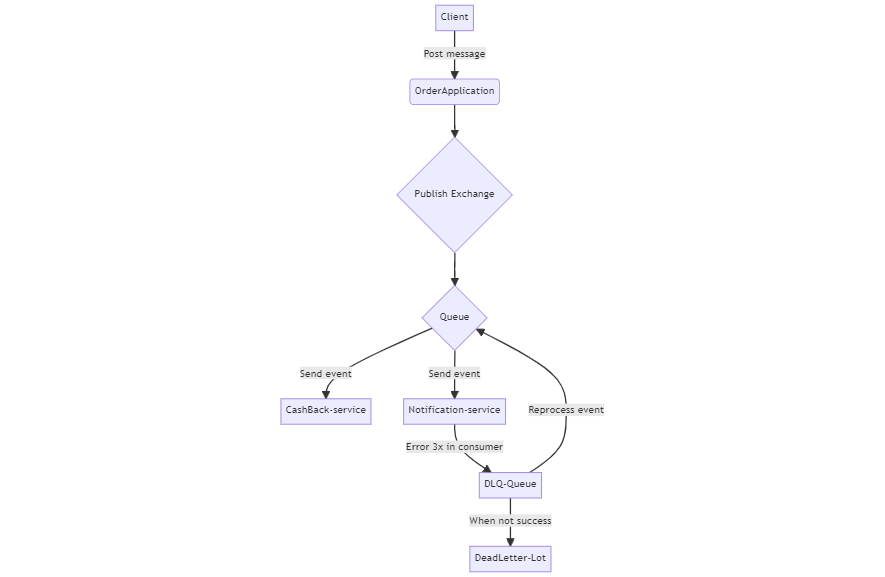 Client
Post message
OrderApplication
Publish Exchange
Queue
Send event
Send event
CashBack-service
Notification-service
Reprocess event
Error 3x in consumer
DLQ-Queue
When not success
DeadLetter-Lot